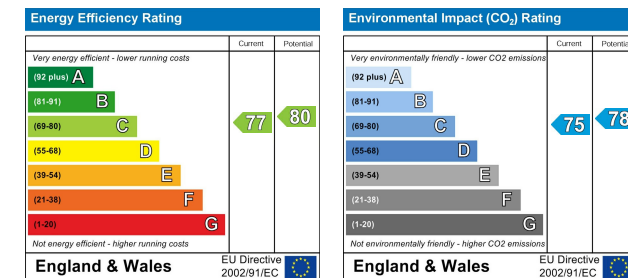 Energy Efficiency Rating
Current Potential
Very energy efficient - lower running costs
(92 plus) A
(81-91) B
(69-80) C
77 80
(55-68) D
(39-54) E
(21-38) F
(1-20) G
Not energy efficient - higher running costs
England & Wales
EU Directive
2002/91/EC
Environmental Impact (CO2) Rating
Current Potential
Very environmentally friendly - lower CO2 emissions
(92 plus) A
(81-91) B
(69-80) C
75 78
(55-68) D
(39-54) E
(21-38) F
(1-20) G
Not environmentally friendly - higher CO2 emissions
England & Wales
EU Directive
2002/91/EC